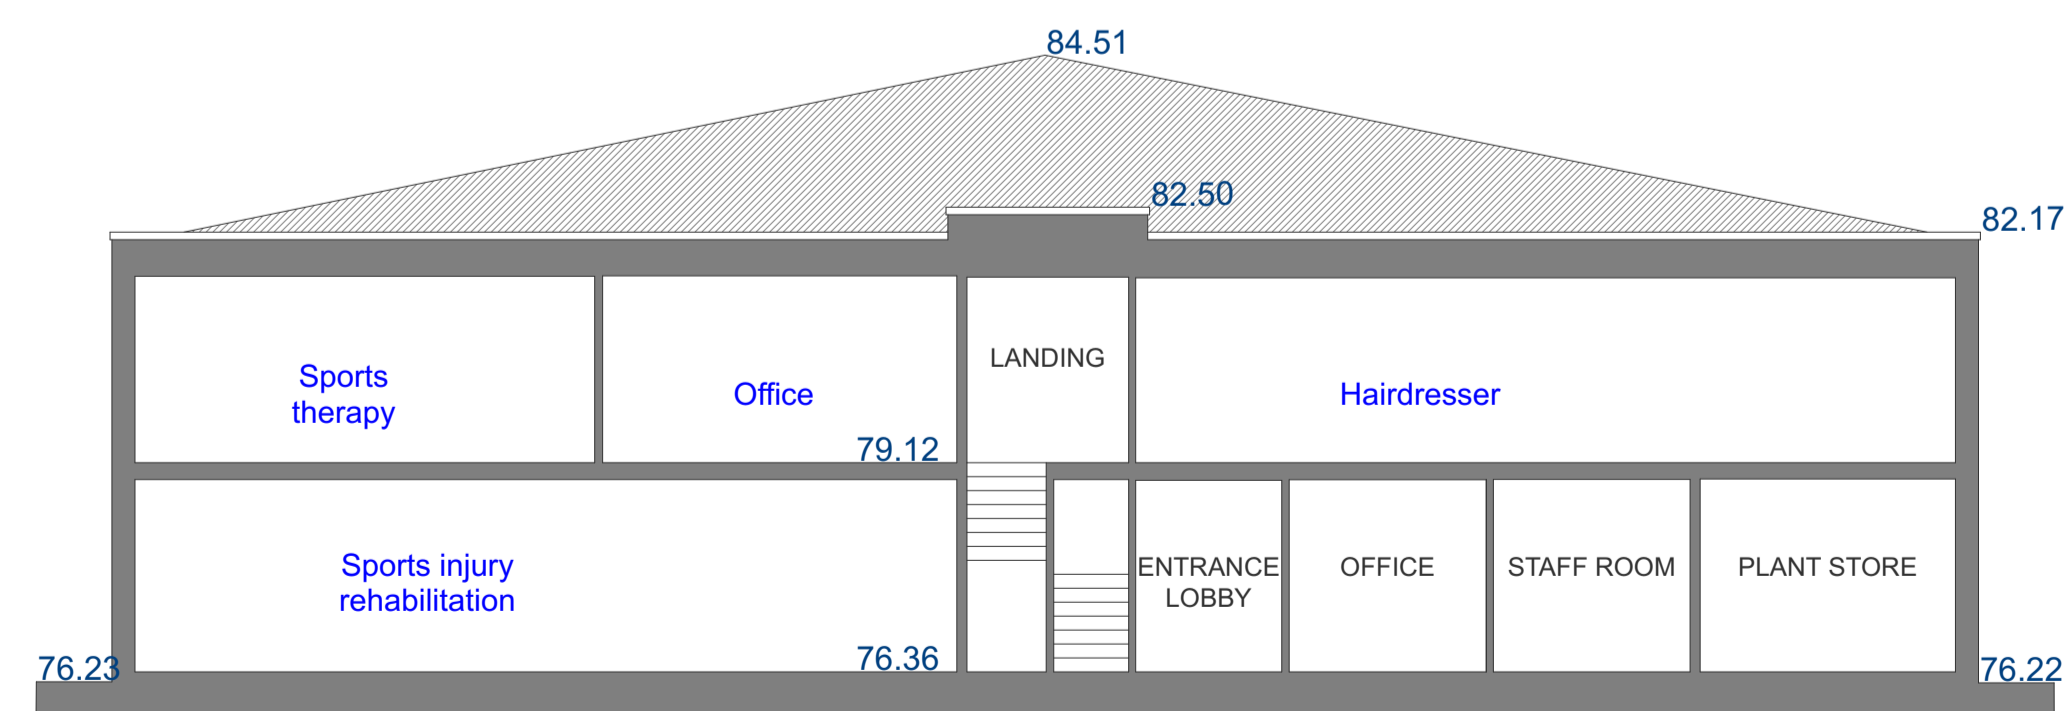 84.51
82.50
82.17
Sports
therapy
Office
LANDING
Hairdresser
79.12
Sports injury
rehabilitation
ENTRANCE
LOBBY
OFFICE
STAFF ROOM
PLANT STORE
76.23
76.36
76.22